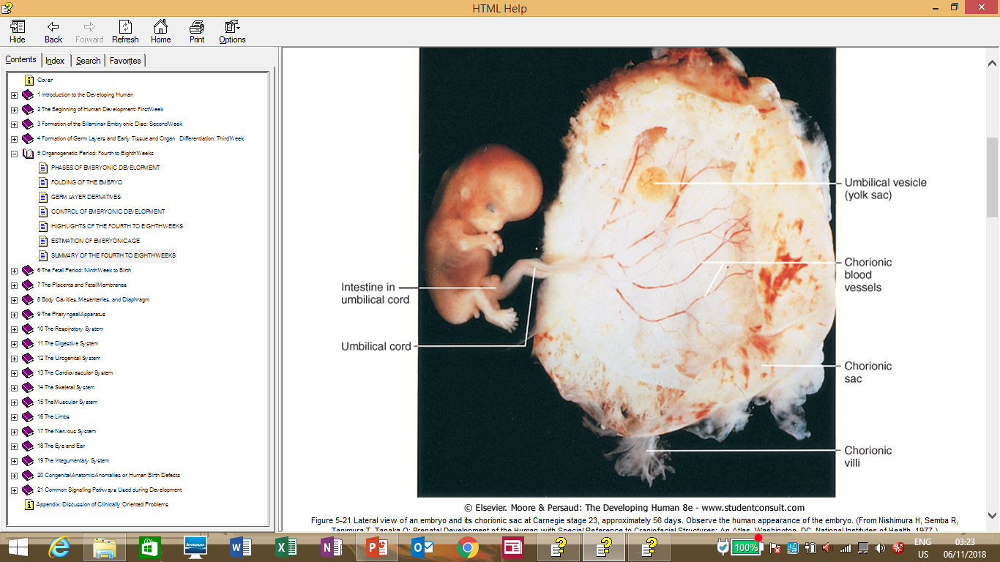 HTML Help
Hide Back Forward Refresh Home Print Options
Contents Index Search Favorites
Cover
1 Introduction to the Developing Human
2 The Beginning of Human Development: FirstWeek
3 Formation of the Bilaminar Embryonic Disc: SecondWeek
4 Formation of Germ Layers and Early Tissue and Organ Differentiation: ThirdWeek
5 Organogenetic Period: Fourth to EighthWeeks
PHASES OF EMBRYONIC DEVELOPMENT
FOLDING OF THE EMBRYO
GERM LAYER DERIVATIVES
CONTROL OF EMBRYONIC DEVELOPMENT
HIGHLIGHTS OF THE FOURTH TO EIGHTHWEEKS
ESTIMATION OF EMBRYONICAGE
SUMMARY OF THE FOURTH TO EIGHTHWEEKS
6 The Fetal Period: NinthWeek to Birth
7 The Placenta and Fetal Membranes
8 Body Cavities, Mesenteries, and Diaphragm
9 The PharyngealApparatus
10 The Respiratory System
11 The Digestive System
12 The Urogenital System
13 The Cardiovascular System
14 The Skeletal System
15 The Muscular System
16 The Limbs
17 The Nervous System
18 The Eye and Ear
19 The Integumentary System
20 CongenitalAnatomicAnomalies or Human Birth Defects
21 Common Signaling Pathways Used during Development
Appendix: Discussion of Clinically Oriented Problems
Umbilical vesicle
(yolk sac)
Chorionic
blood
vessels
Intestine in
umbilical cord
Umbilical cord
Chorionic
sac
Chorionic
villi
© Elsevier. Moore & Persaud: The Developing Human 8e - www.studentconsult.com
Figure 5-21 Lateral view of an embryo and its chorionic sac at Carnegie stage 23, approximately 56 days. Observe the human appearance of the embryo. (From Nishimura H, Semba R,
Tanimura T, Tanaka O: Prenatal Development of the Human with Special Reference to Craniofacial Structures: An Atlas. Washington, DC, National Institutes of Health, 1977.)
lenovo
100%
ENG
US
03:23
06/11/2018